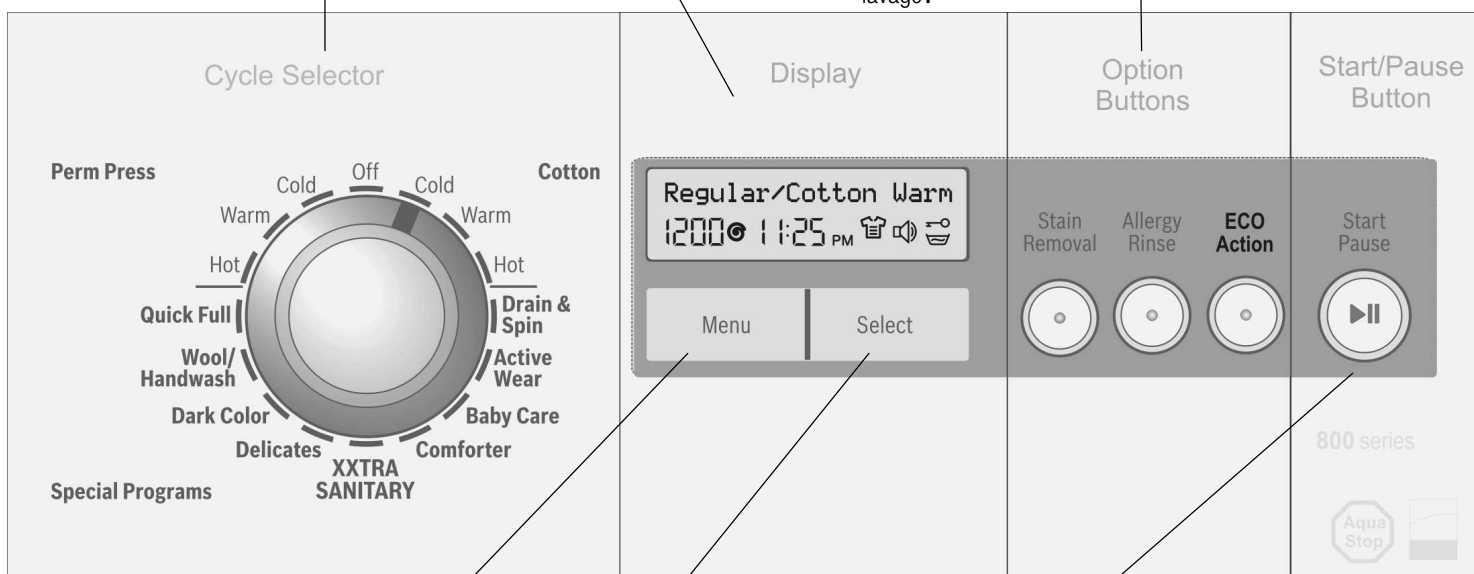 lavage.
Cycle Selector
Display
Option
Buttons
Start/Pause
Button
Perm Press
Cotton
Off
Cold
Cold
Warm
Warm
Hot
Hot
Quick Full
Drain &
Spin
Wool/
Handwash
Active
Wear
Dark Color
Baby Care
Delicates
Comforter
XXTRA
SANITARY
Special Programs
Regular/Cotton Warm
1200 11:25 PM
Menu
Select
Stain
Removal
Allergy
Rinse
ECO
Action
Start
Pause
800 series
Aqua
Stop